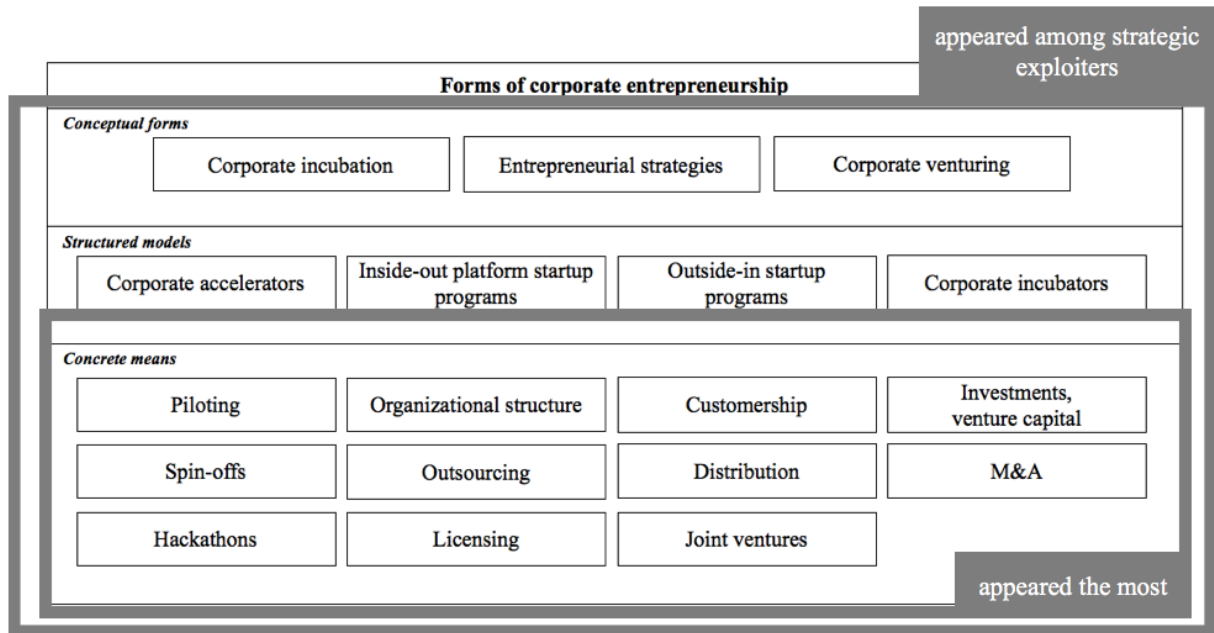 appeared among strategic
exploiters
Forms of corporate entrepreneurship
Conceptual forms
Corporate incubation
Entrepreneurial strategies
Corporate venturing
Structured models
Corporate accelerators
Inside-out platform startup
programs
Outside-in startup
programs
Corporate incubators
Concrete means
Piloting
Organizational structure
Customership
Investments,
venture capital
Spin-offs
Outsourcing
Distribution
M&A
Hackathons
Licensing
Joint ventures
appeared the most